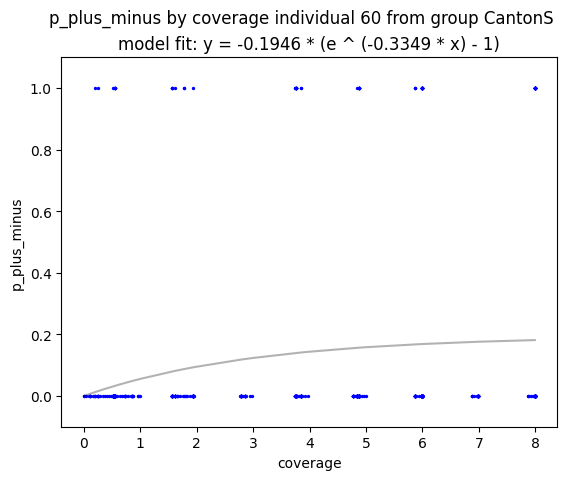 p_plus_minus by coverage individual 60 from group CantonS
model fit: y = -0.1946 * (e ^ (-0.3349 * x) - 1)
1.0
0.8
0.6
0.4
0.2
0.0
p_plus_minus
0 1 2 3 4 5 6 7 8
coverage